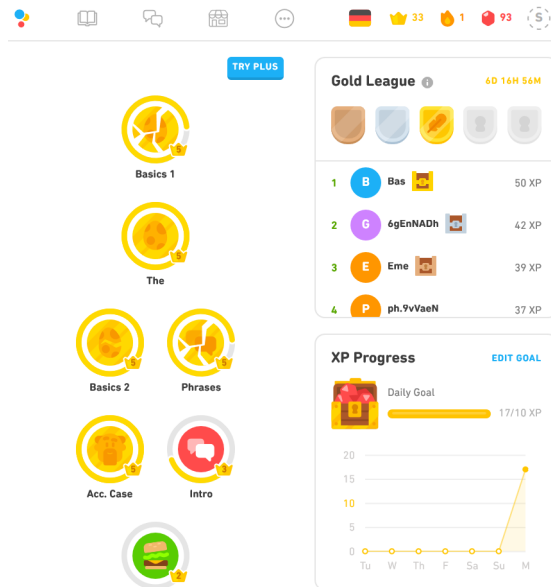 33
1
93
S
TRY PLUS
5
Basics 1
5
The
5
Basics 2
5
Phrases
5
Acc. Case
3
Intro
2
Gold League
6D 16H 56M
1 B Bas 50 XP
2 G 6gEnNADh 42 XP
3 E Eme 39 XP
4 P ph.9vVaeN 37 XP
XP Progress
EDIT GOAL
Daily Goal
17/10 XP
20
15
10
5
0
Tu W Th F Sa Su M